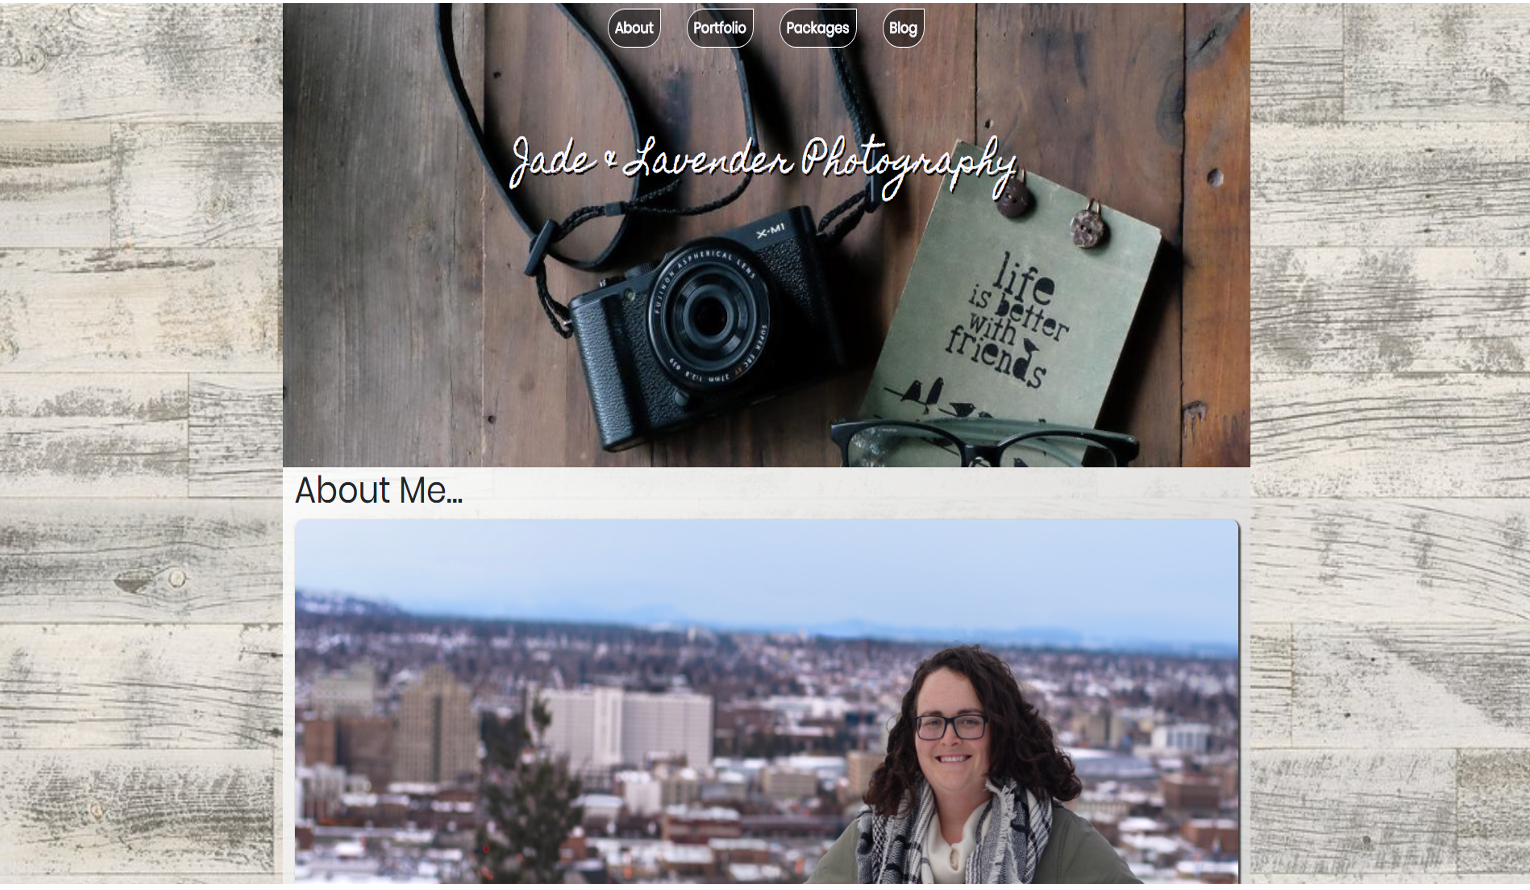 About Portfolio Packages Blog
Jade & Lavender Photography
X-M1
FUJINON ASPHERICAL LENS
SUPER EBC XF 27mm 1:2.8 Ø39
life
is better
with
friends
About Me...